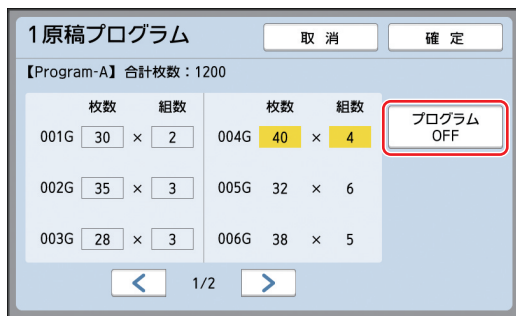 1原稿プログラム
取 消
確 定
【Program-A】合計枚数：1200
枚数 組数 枚数 組数
001G 30 × 2 004G 40 × 4
002G 35 × 3 005G 32 × 6
003G 28 × 3 006G 38 × 5
プログラム
OFF
< 1/2 >